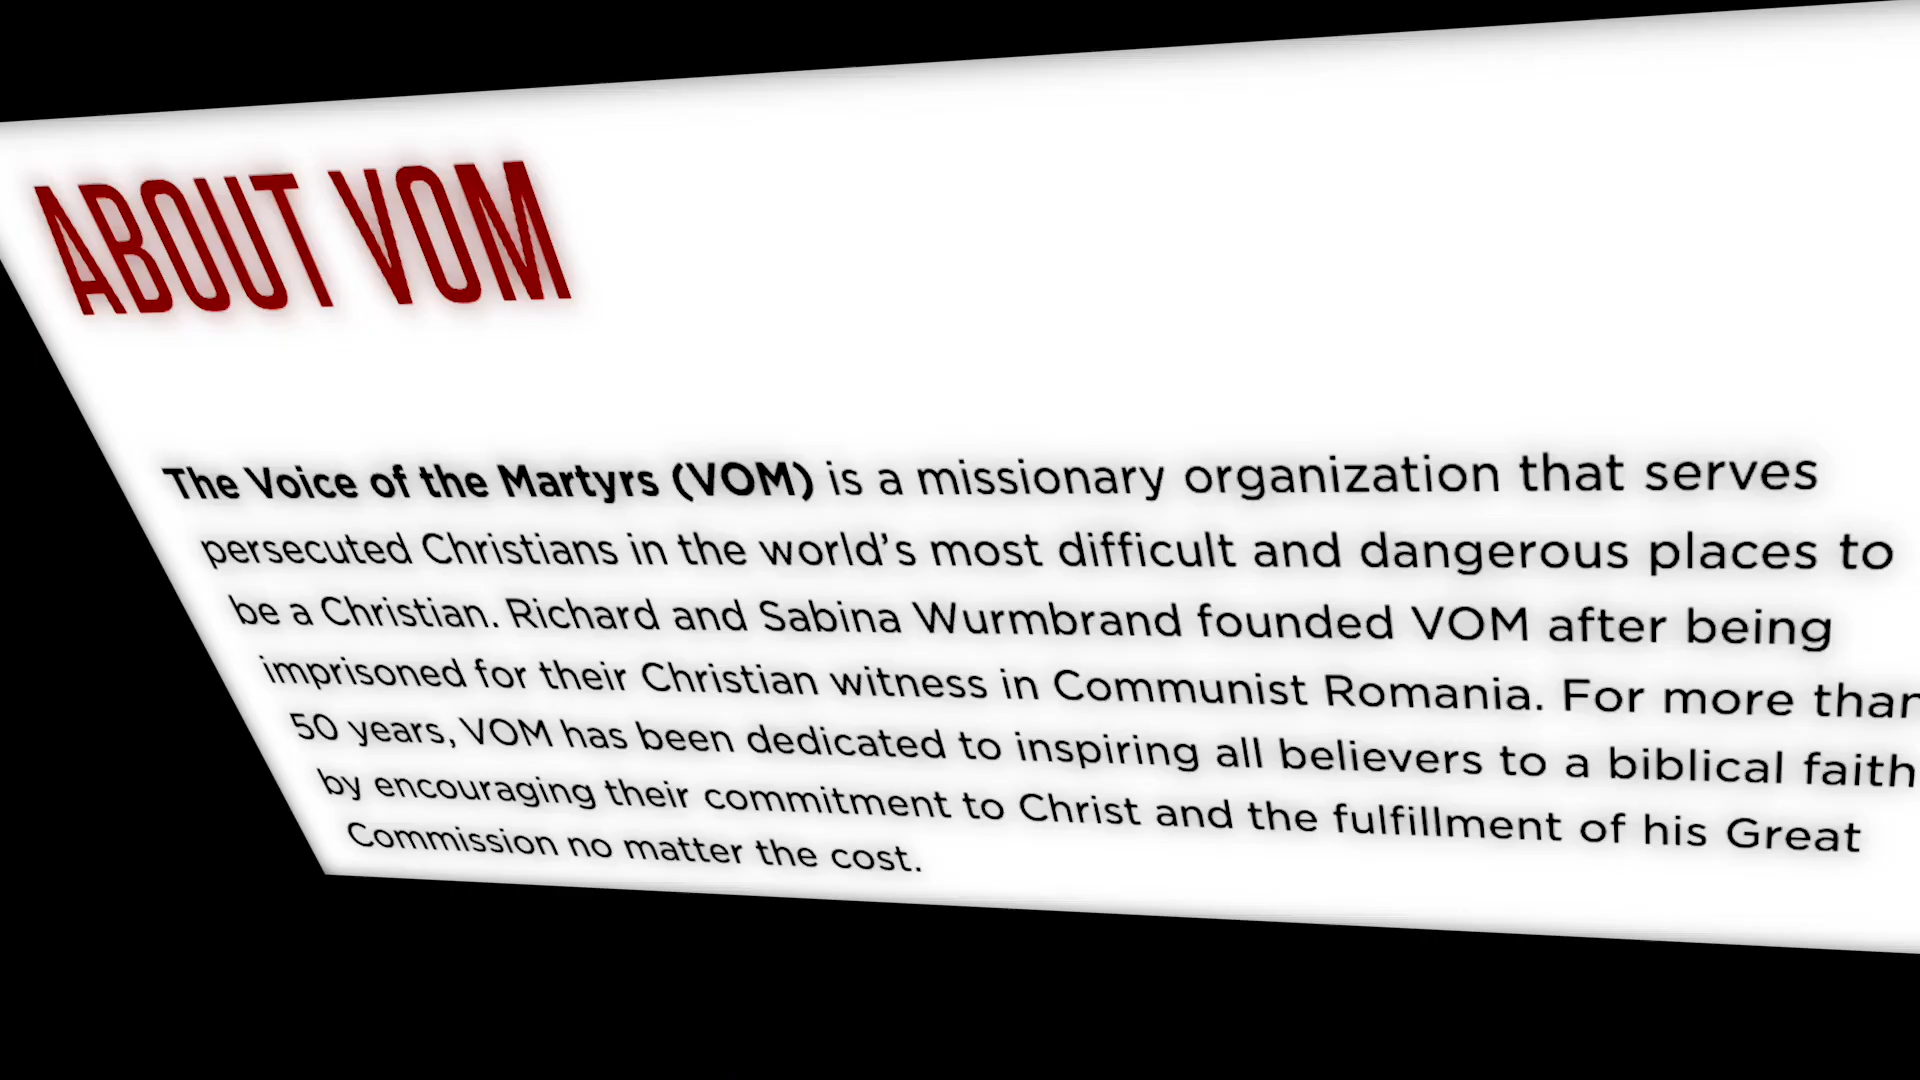 ABOUT VOM
The Voice of the Martyrs (VOM) is a missionary organization that serves
persecuted Christians in the world’s most difficult and dangerous places to
be a Christian. Richard and Sabina Wurmbrand founded VOM after being
imprisoned for their Christian witness in Communist Romania. For more than
50 years, VOM has been dedicated to inspiring all believers to a biblical faith
by encouraging their commitment to Christ and the fulfillment of his Great
Commission no matter the cost.